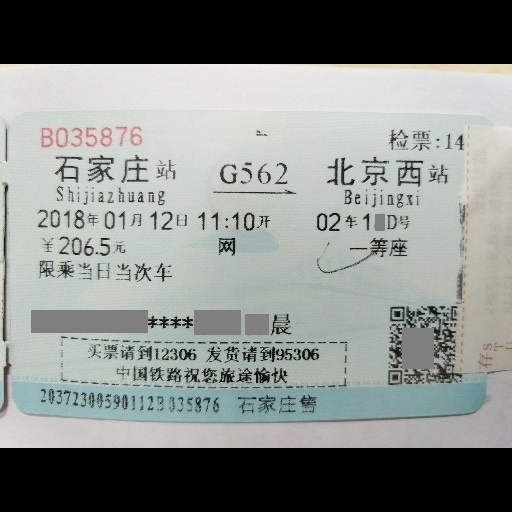 B035876
检票:14
石家庄站 G562 北京西站
Shijiazhuang Beijingxi
2018年01月12日 11:10开 02车1 D号
￥206.5元 网 一等座
限乘当日当次车
**** 晨
买票请到12306 发货请到95306
中国铁路祝您旅途愉快
20372300590112B035876 石家庄售